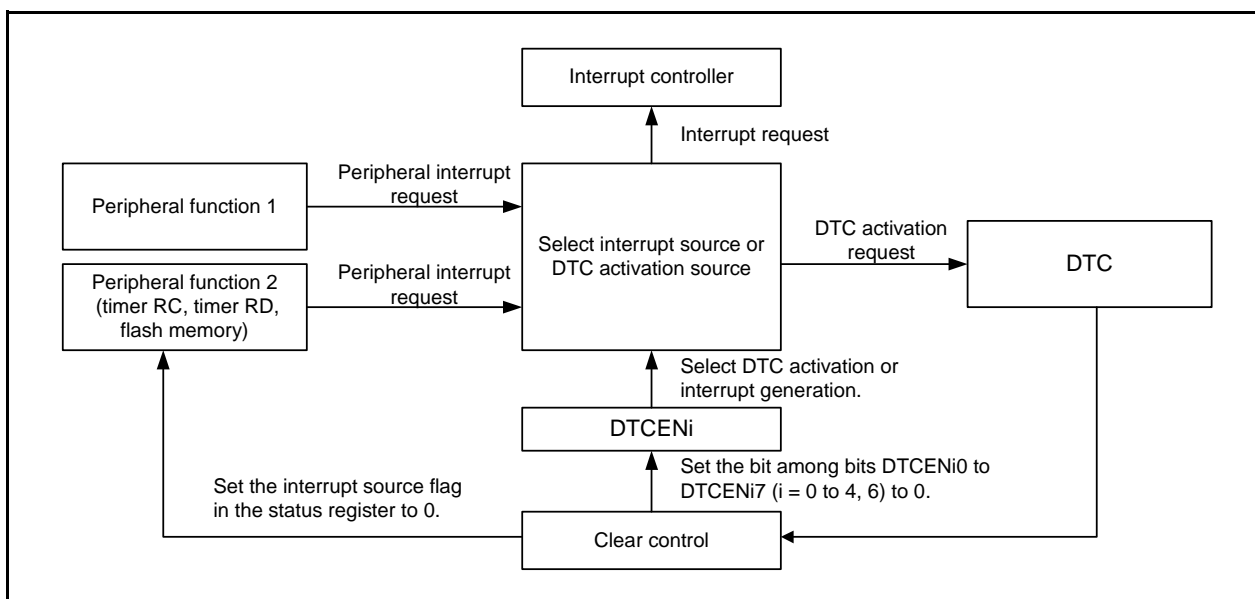 Interrupt controller
Interrupt request
Peripheral function 1
Peripheral interrupt
request
Select interrupt source or
DTC activation source
DTC activation
request
DTC
Peripheral function 2
(timer RC, timer RD,
flash memory)
Peripheral interrupt
request
Select DTC activation or
interrupt generation.
DTCENi
Set the interrupt source flag
in the status register to 0.
Set the bit among bits DTCENi0 to
DTCENi7 (i = 0 to 4, 6) to 0.
Clear control